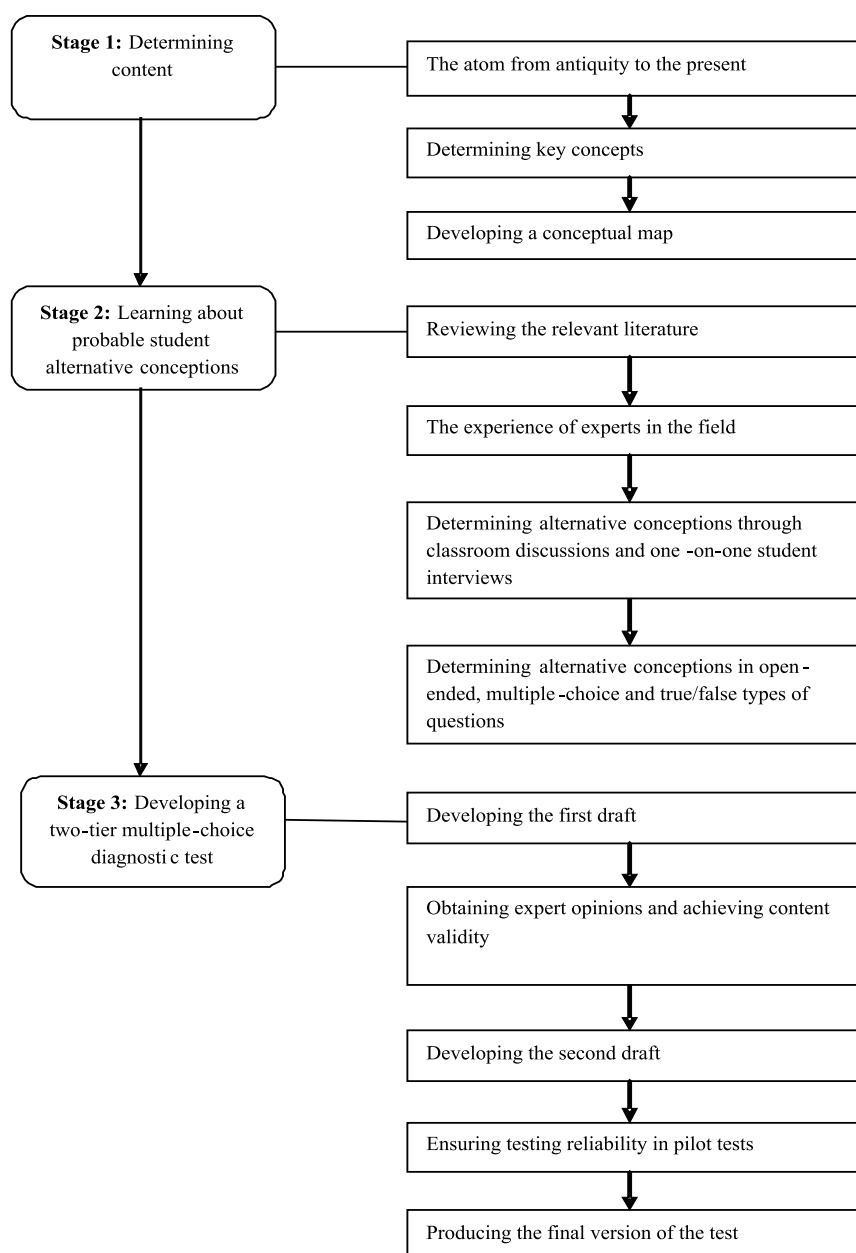 Stage 1: Determining
content
The atom from antiquity to the present
Determining key concepts
Developing a conceptual map
Stage 2: Learning about
probable student
alternative conceptions
Reviewing the relevant literature
The experience of experts in the field
Determining alternative conceptions through
classroom discussions and one -on-one student
interviews
Determining alternative conceptions in open -
ended, multiple -choice and true/false types of
questions
Stage 3: Developing a
two-tier multiple-choice
diagnostic test
Developing the first draft
Obtaining expert opinions and achieving content
validity
Developing the second draft
Ensuring testing reliability in pilot tests
Producing the final version of the test